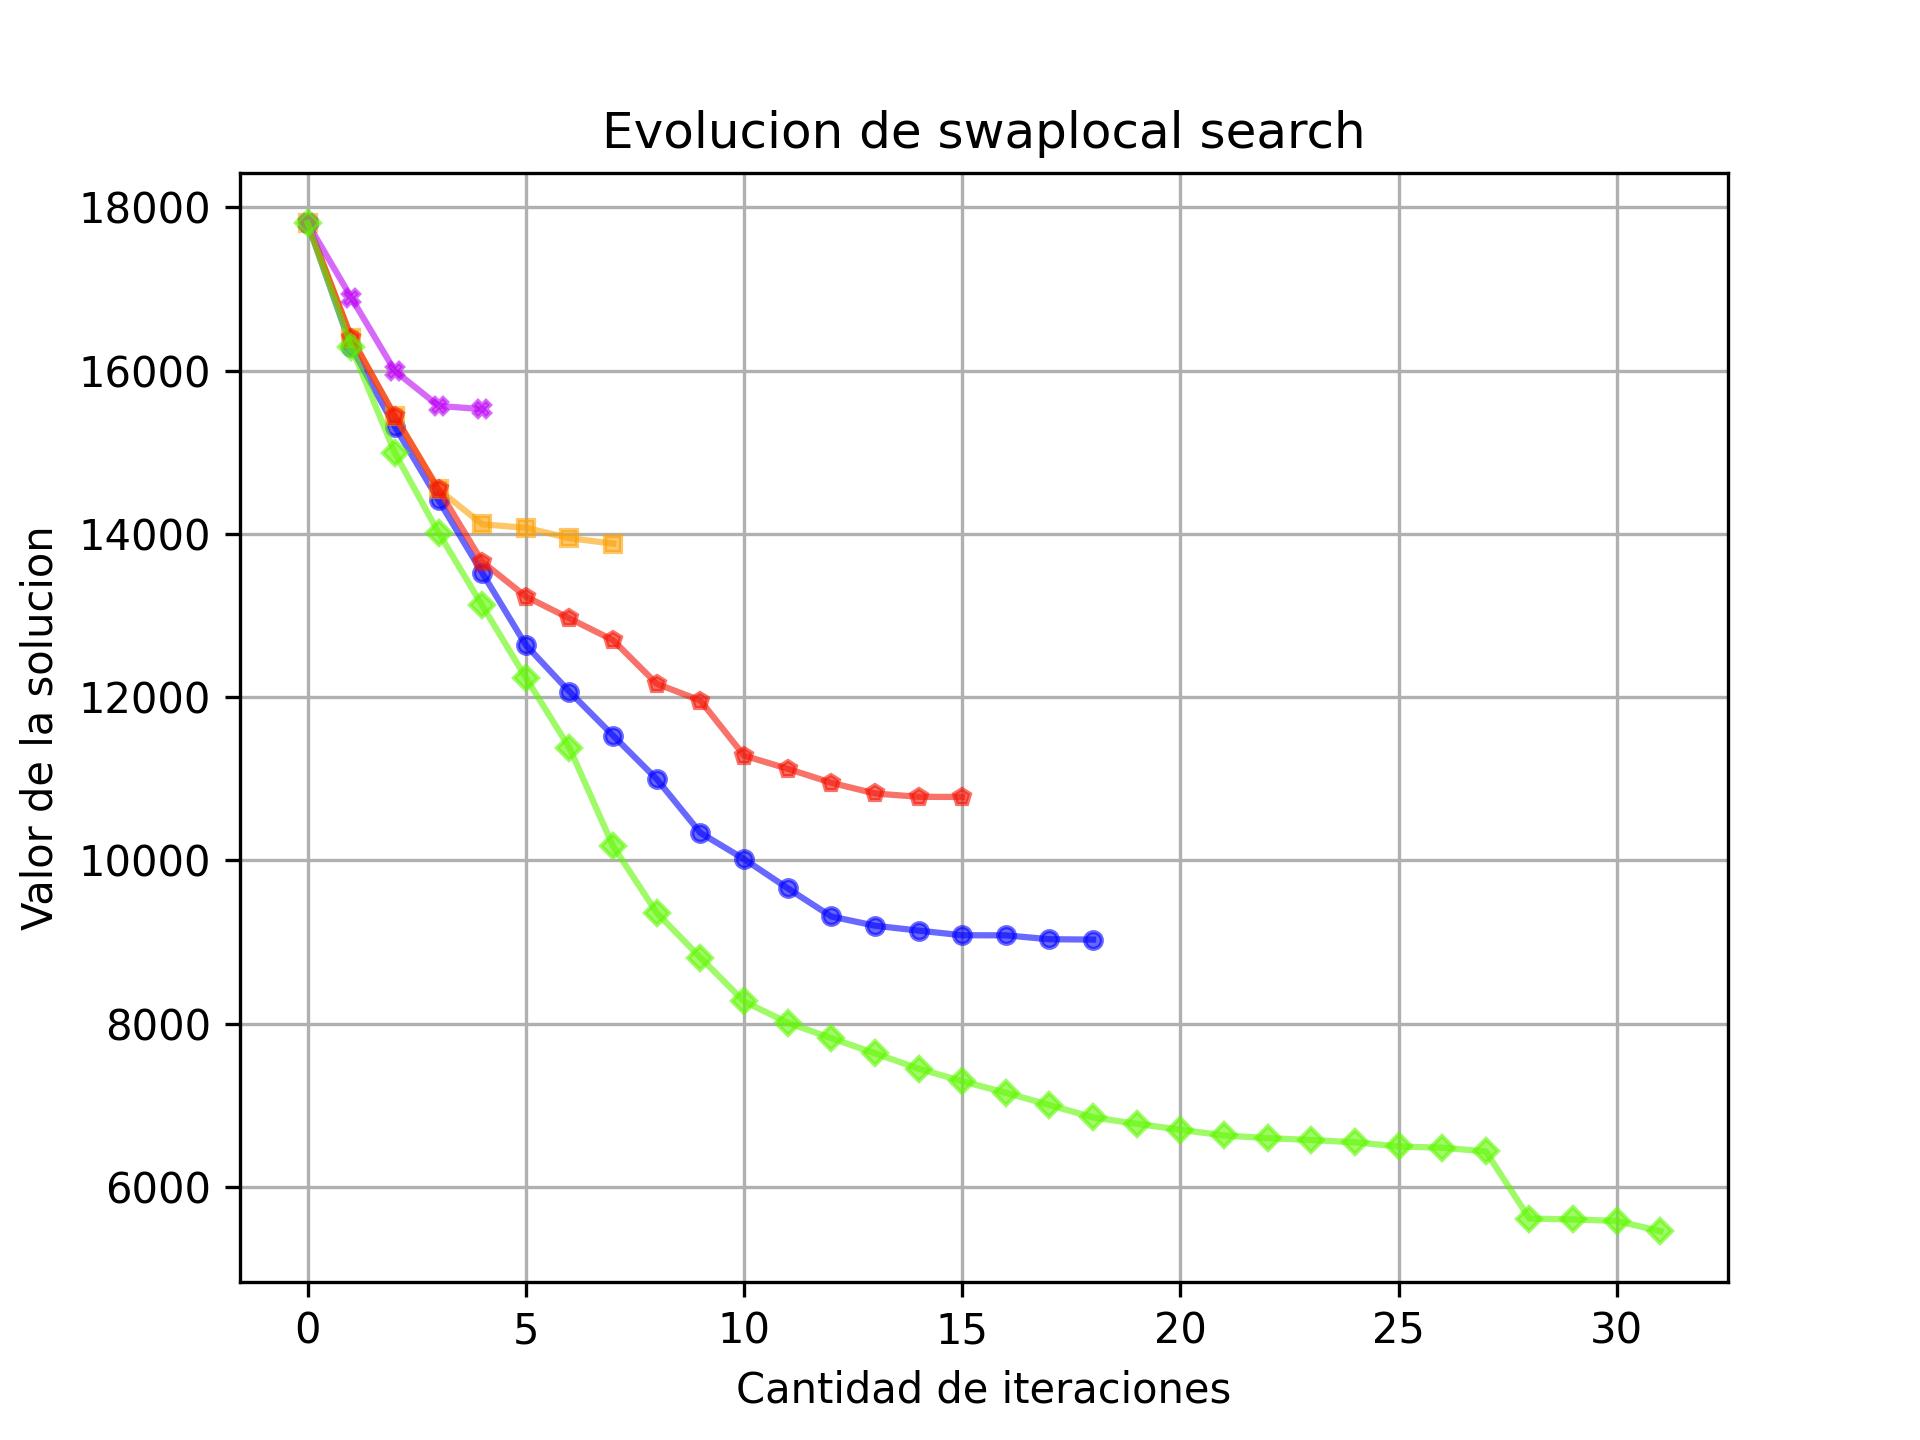 Evolucion de swaplocal search
18000
16000
14000
12000
10000
8000
6000
Valor de la solucion
0 5 10 15 20 25 30
Cantidad de iteraciones